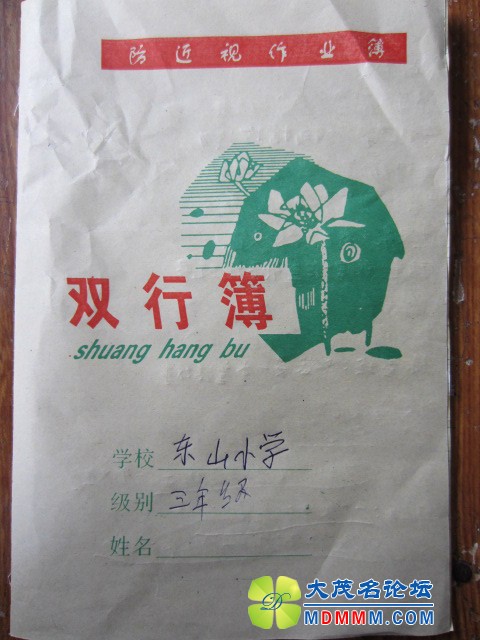 防近视作业簿
双行簿
shuang hang bu
学校 东山小学
级别 三年级
姓名
大茂名论坛
MDMMM.COM